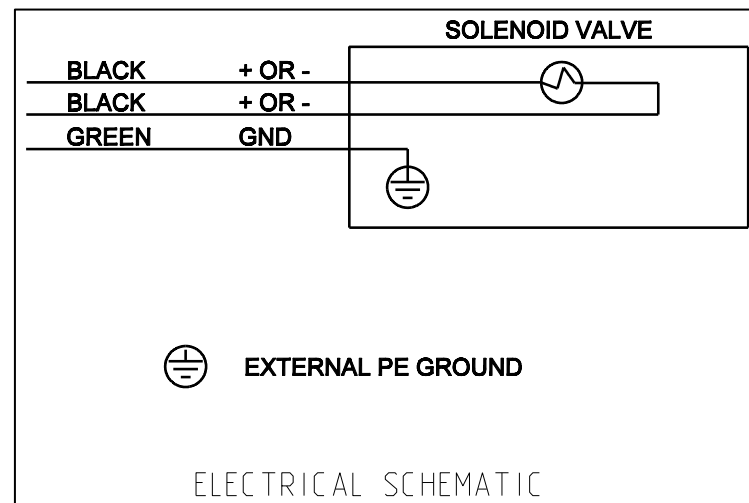 SOLENOID VALVE
BLACK + OR -
BLACK + OR -
GREEN GND
EXTERNAL PE GROUND
ELECTRICAL SCHEMATIC